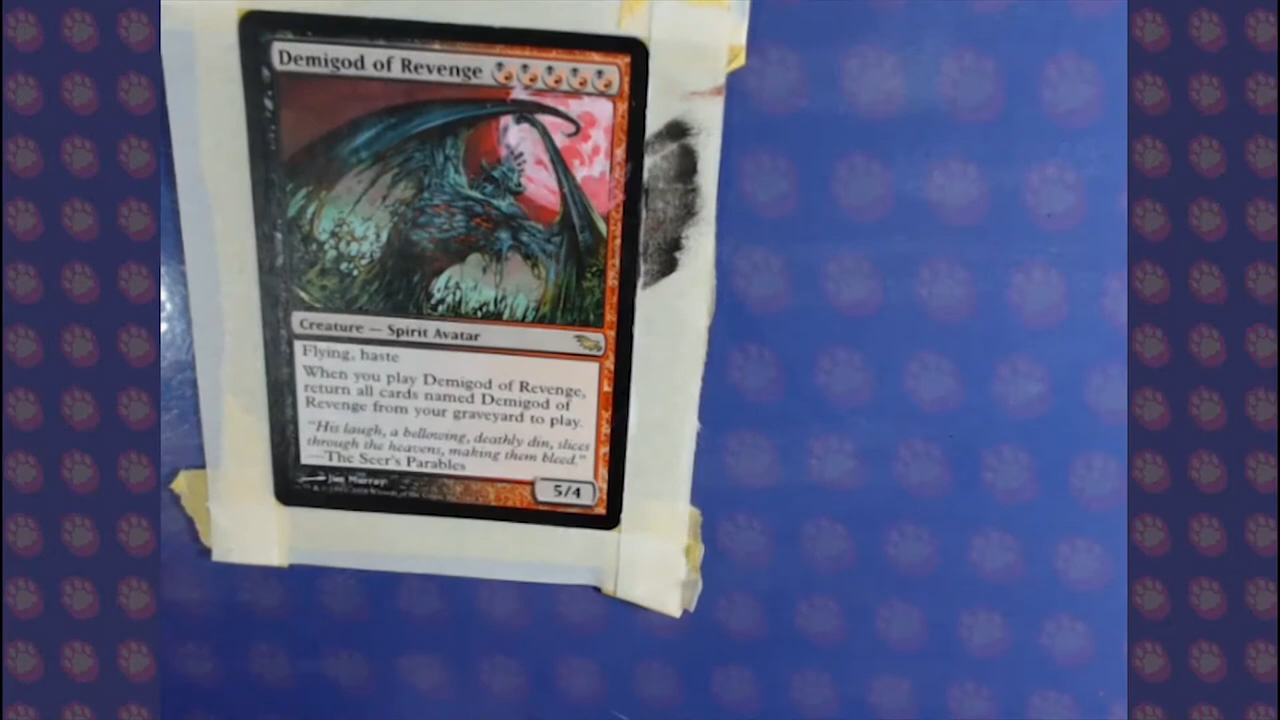 Demigod of Revenge
Creature — Spirit Avatar
Flying, haste
When you play Demigod of Revenge,
return all cards named Demigod of
Revenge from your graveyard to play.
"His laugh, a bellowing, deathly din, slices
through the heavens, making them bleed."
—The Seer's Parables
Jim Murray
5/4